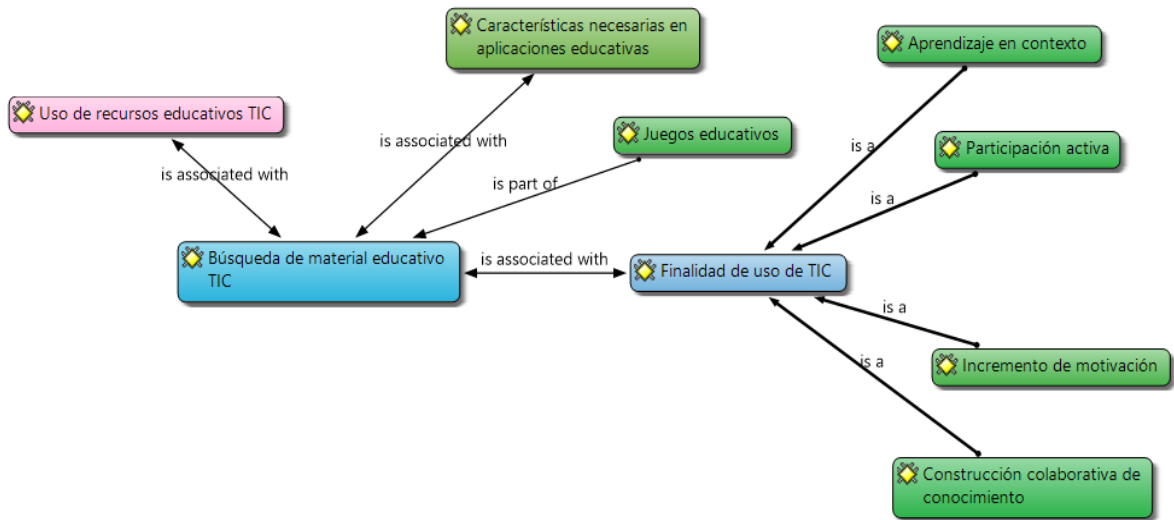 Características necesarias en
aplicaciones educativas
Aprendizaje en contexto
Uso de recursos educativos TIC
Juegos educativos
is associated with
is a
Participación activa
is associated with
is part of
is a
Búsqueda de material educativo
TIC
is associated with
Finalidad de uso de TIC
is a
is a
Incremento de motivación
Construcción colaborativa de
conocimiento